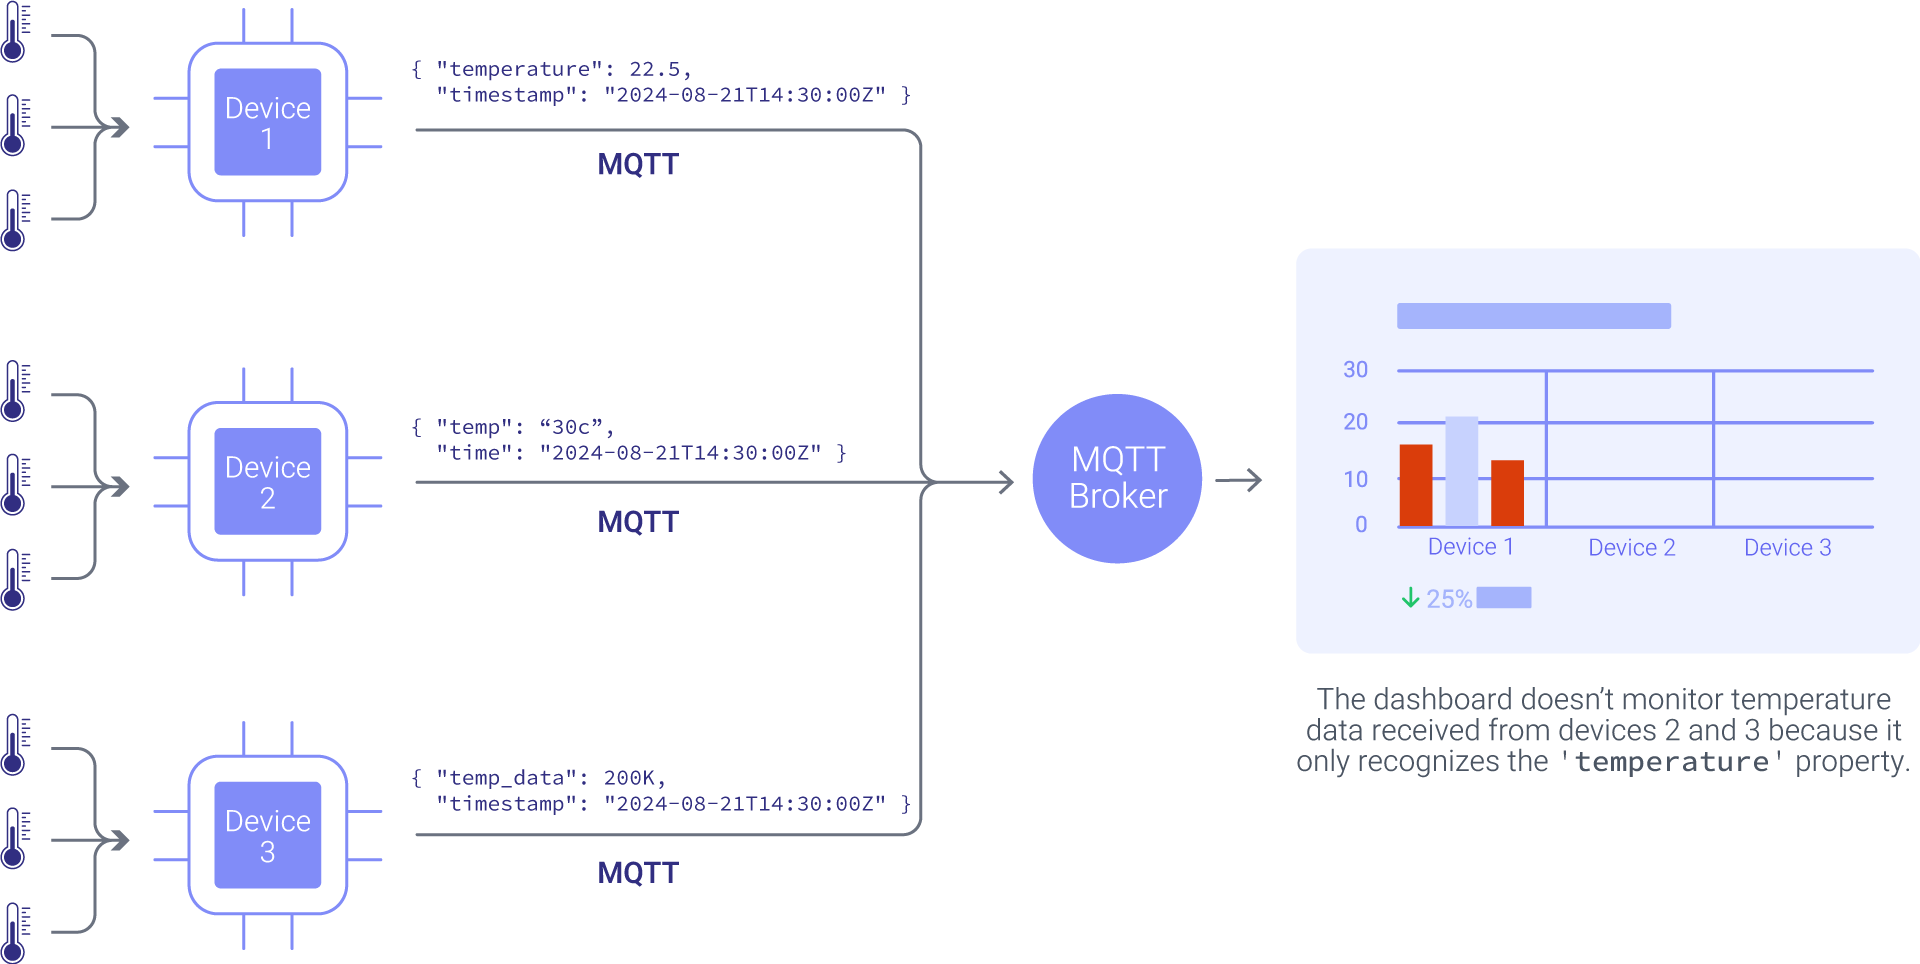 Device
1
{ "temperature": 22.5,
"timestamp": "2024-08-21T14:30:00Z" }
MQTT
Device
2
{ "temp": “30c”,
"time": "2024-08-21T14:30:00Z" }
MQTT
Device
3
{ "temp_data": 200K,
"timestamp": "2024-08-21T14:30:00Z" }
MQTT
MQTT
Broker
30
20
10
0
Device 1
Device 2
Device 3
25%
The dashboard doesn’t monitor temperature
data received from devices 2 and 3 because it
only recognizes the 'temperature' property.